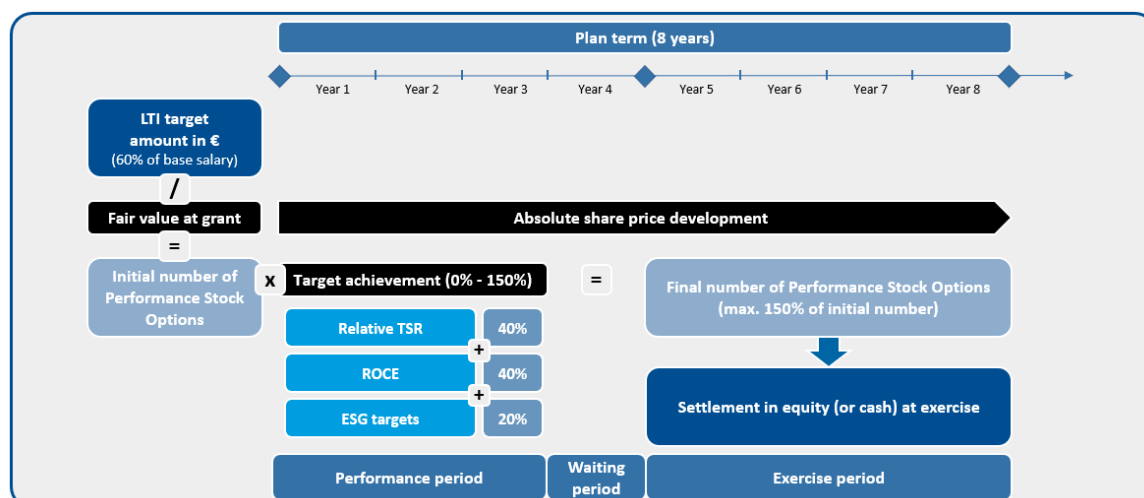 Plan term (8 years)
Year 1
Year 2
Year 3
Year 4
Year 5
Year 6
Year 7
Year 8
LTI target
amount in €
(60% of base salary)
/
Fair value at grant
Absolute share price development
=
Initial number of
Performance Stock
Options
x
Target achievement (0% - 150%)
=
Final number of Performance Stock Options
(max. 150% of initial number)
Relative TSR
40%
+
ROCE
40%
+
ESG targets
20%
Settlement in equity (or cash) at exercise
Performance period
Waiting
period
Exercise period